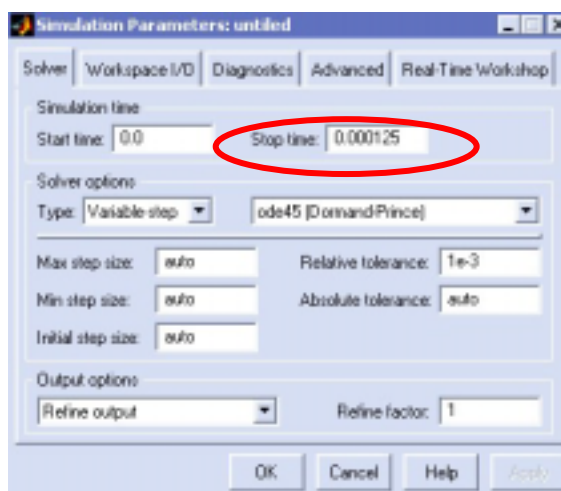 Simulation Parameters: untiled
Solver Workspace I/O Diagnostics Advanced Real-Time Workshop
Simulation time
Start time: 0.0 Stop time: 0.000125
Solver options
Type: Variable-step ode45 (Dormand-Prince)
Max step size: auto Relative tolerance: 1e-3
Min step size: auto Absolute tolerance: auto
Initial step size: auto
Output options
Refine output Refine factor: 1
OK Cancel Help Apply